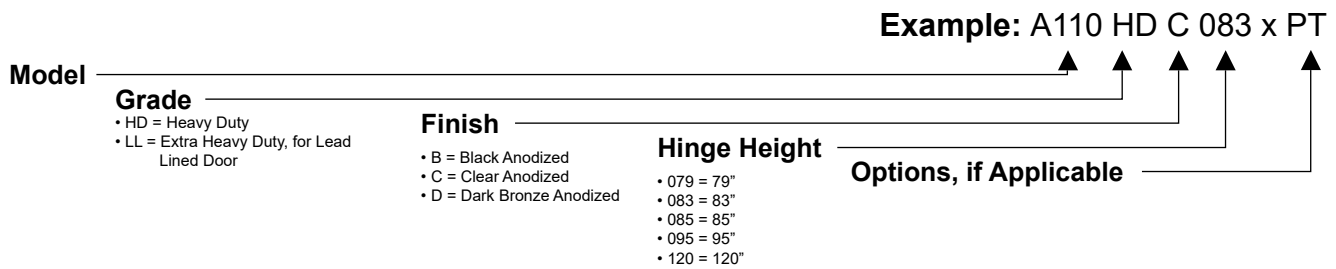 Example: A110 HD C 083 x PT
Model
Grade
• HD = Heavy Duty
• LL = Extra Heavy Duty, for Lead
Lined Door
Finish
• B = Black Anodized
• C = Clear Anodized
• D = Dark Bronze Anodized
Hinge Height
• 079 = 79”
• 083 = 83”
• 085 = 85”
• 095 = 95”
• 120 = 120”
Options, if Applicable